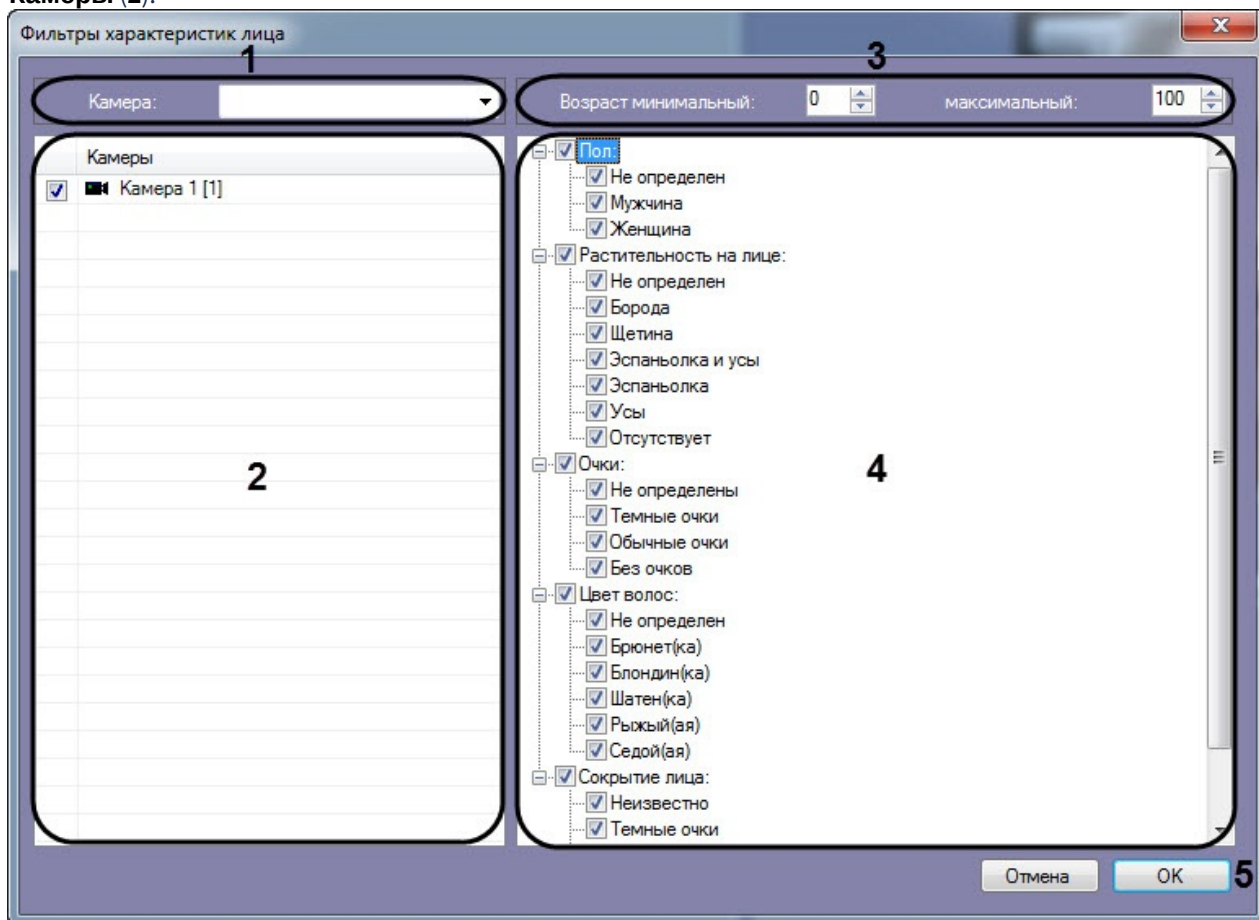 Камеры (2).
Фильтры характеристик лица
1
3
Камера:
Возраст минимальный: 0 максимальный: 100
Камеры
Камера 1 [1]
2
Пол:
Не определен
Мужчина
Женщина
Растительность на лице:
Не определен
Борода
Щетина
Эспаньолка и усы
Эспаньолка
Усы
Отсутствует
Очки:
4
Не определены
Темные очки
Обычные очки
Без очков
Цвет волос:
Не определен
Брюнет(ка)
Блондин(ка)
Шатен(ка)
Рыжый(ая)
Седой(ая)
Сокрытие лица:
Неизвестно
Темные очки
Отмена
OK
5